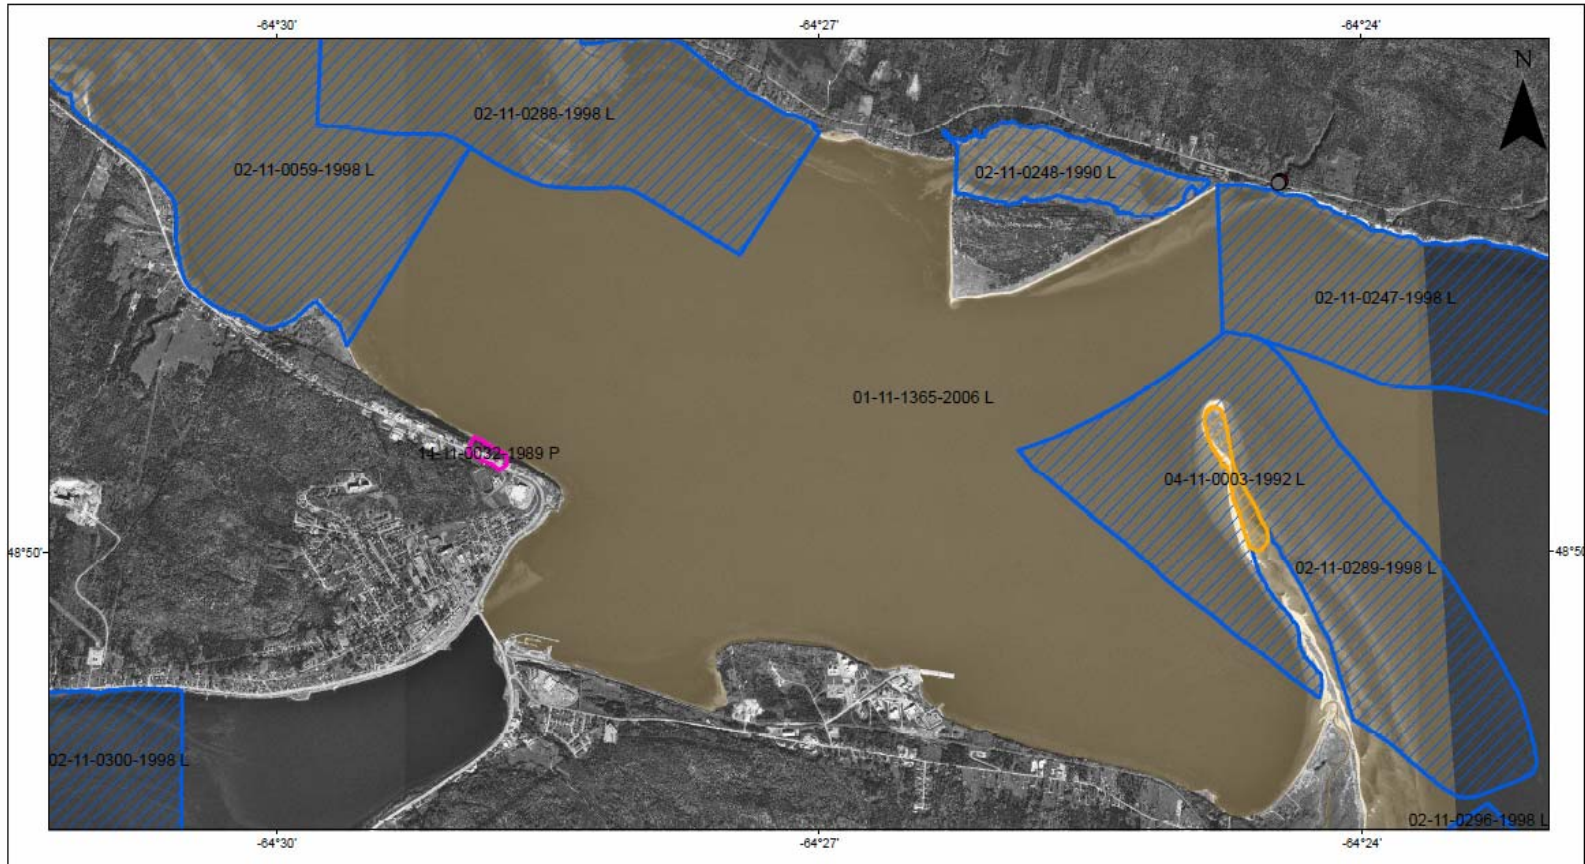 -64°30' -64°27' -64°24'
N
02-11-0288-1998 L
02-11-0059-1998 L
02-11-0248-1990 L
02-11-0247-1998 L
01-11-1365-2006 L
14-11-0032-1989 P
04-11-0003-1992 L
48°50' 48°50'
02-11-0289-1998 L
02-11-0300-1998 L
02-11-0296-1998 L
-64°30' -64°27' -64°24'